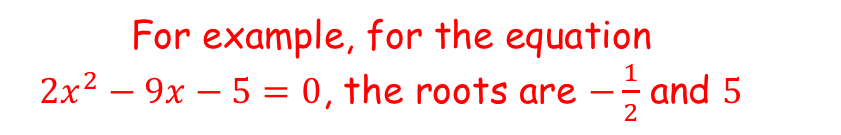 For example, for the equation
2x² − 9x − 5 = 0, the roots are −1/2 and 5